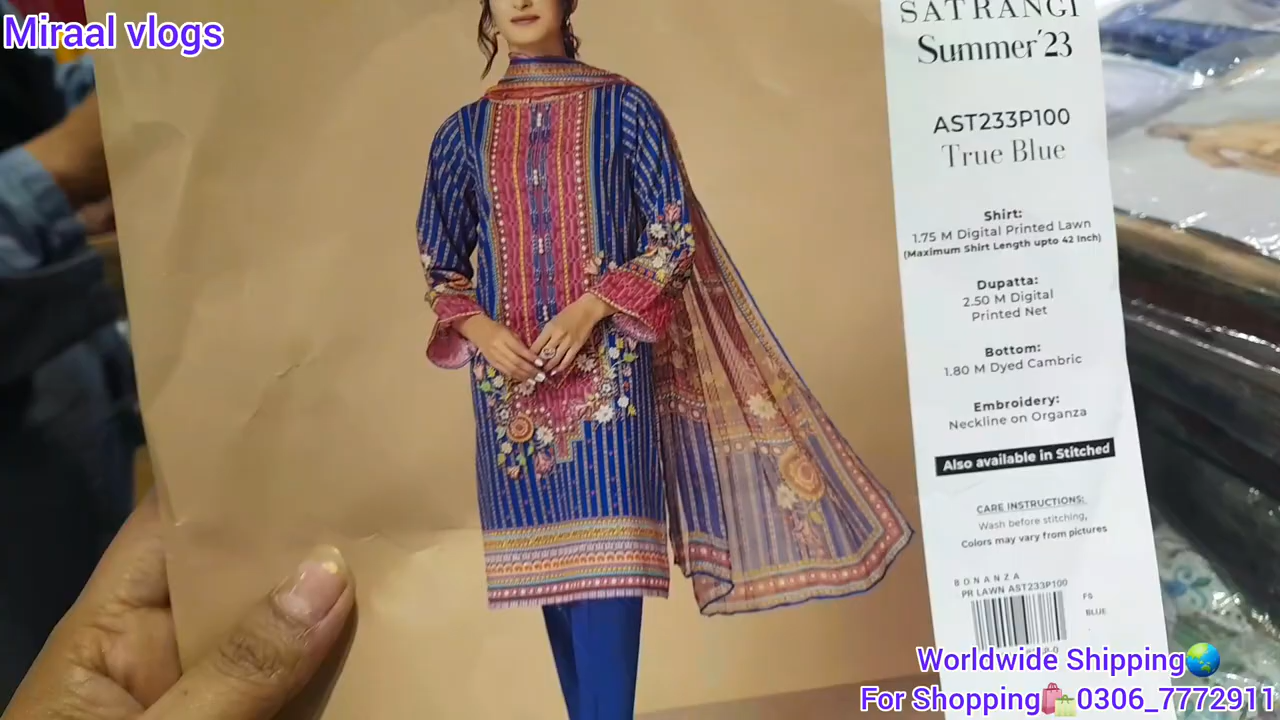 Miraal vlogs
SATRANGI
Summer'23
AST233P100
True Blue
Shirt:
1.75 M Digital Printed Lawn
(Maximum Shirt Length upto 42 Inch)
Dupatta:
2.50 M Digital
Printed Net
Bottom:
1.80 M Dyed Cambric
Embroidery:
Neckline on Organza
Also available in Stitched
CARE INSTRUCTIONS:
Wash before stitching,
Colors may vary from pictures
BONANZA
PR LAWN AST233P100
FS
BLUE
Worldwide Shipping🌏
For Shopping🛍️0306_7772911